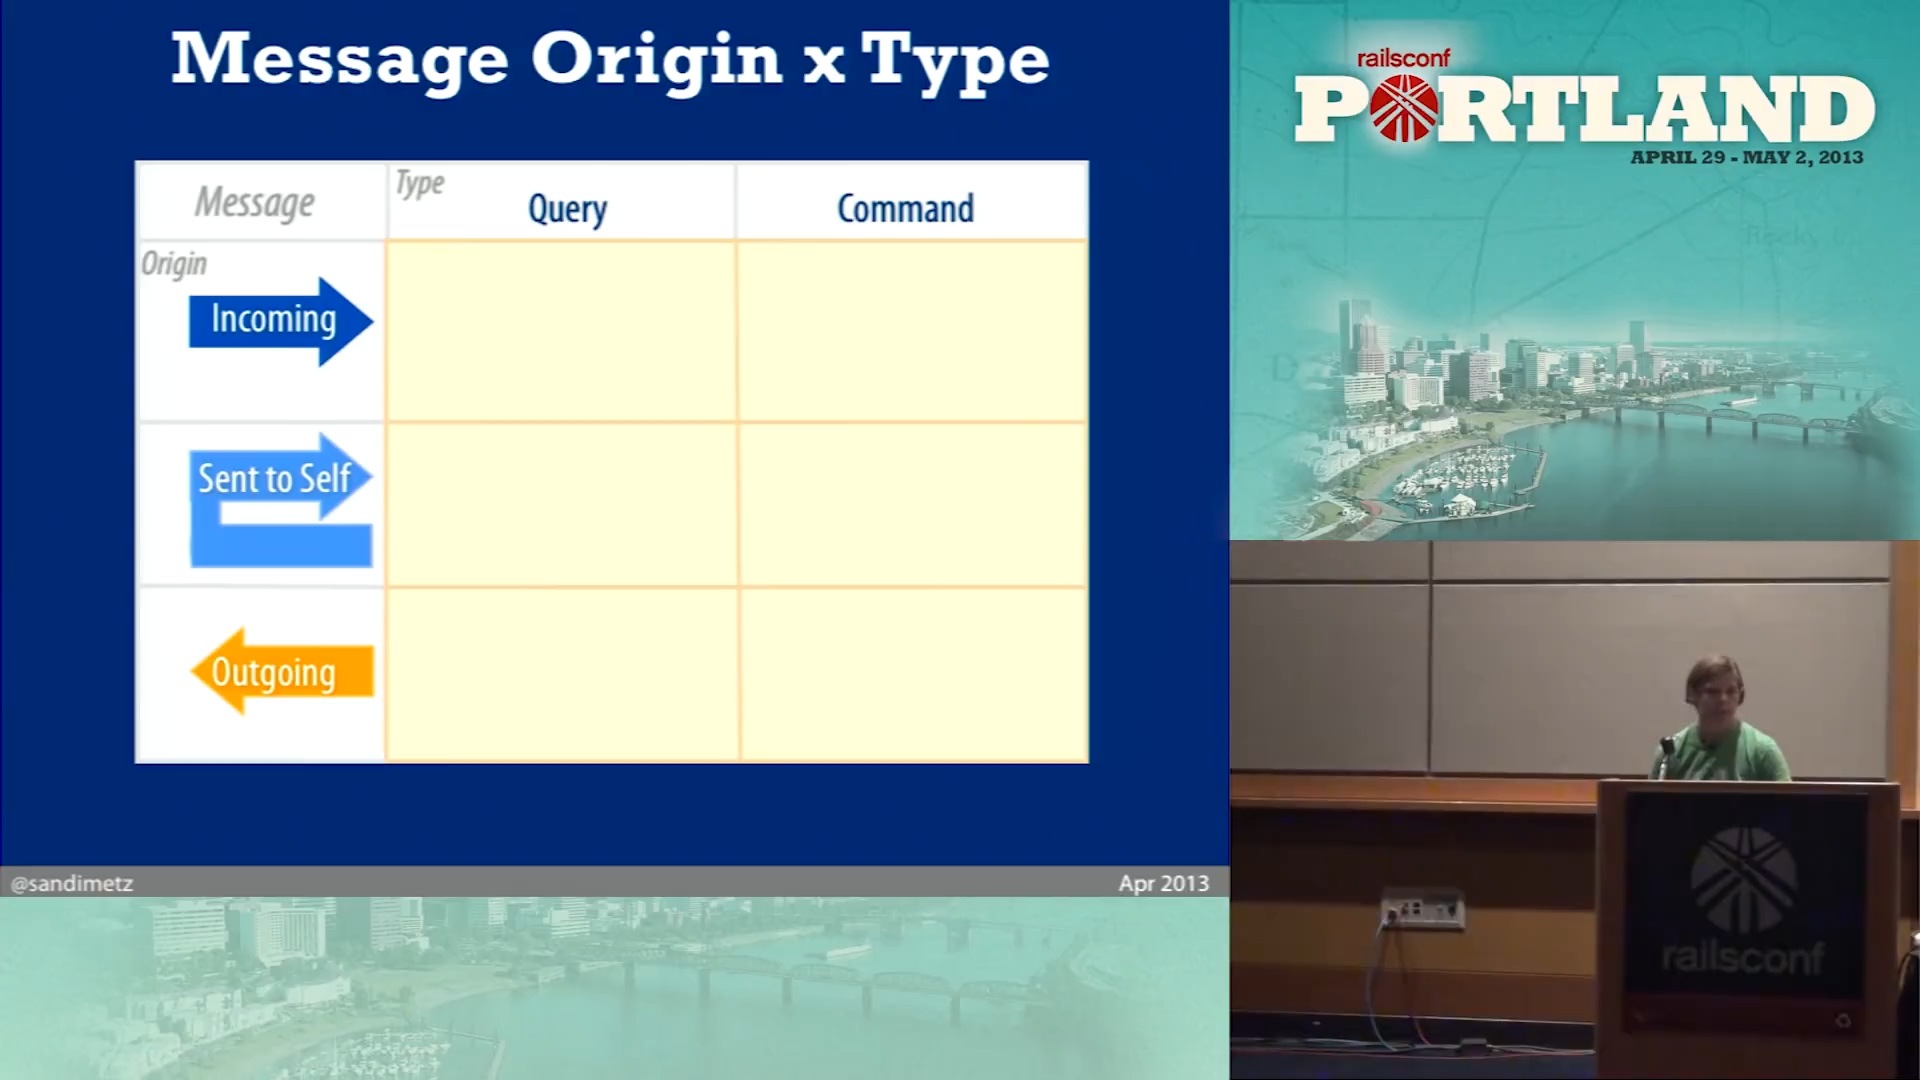 Message Origin x Type
Message
Type
Query
Command
Origin
Incoming
Sent to Self
Outgoing
@sandimetz
Apr 2013
railsconf
PORTLAND
APRIL 29 - MAY 2, 2013
railsconf